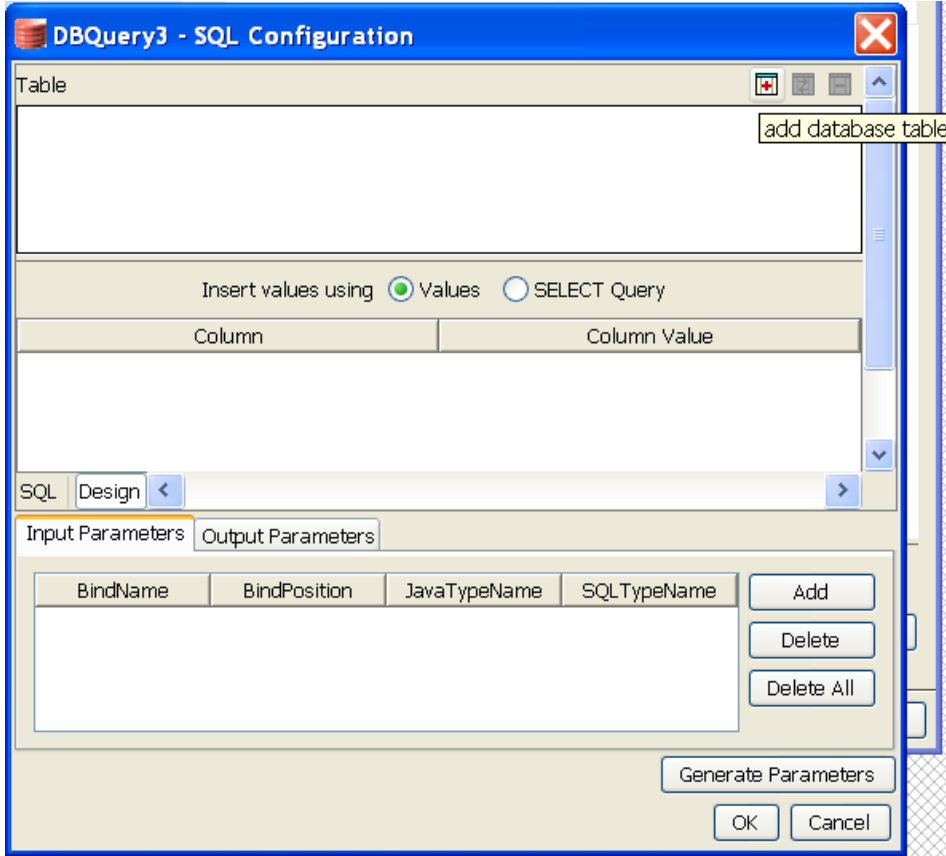 DBQuery3 - SQL Configuration
Table
add database table
Insert values using Values SELECT Query
Column Column Value
SQL Design
Input Parameters Output Parameters
BindName BindPosition JavaTypeName SQLTypeName
Add
Delete
Delete All
Generate Parameters
OK Cancel